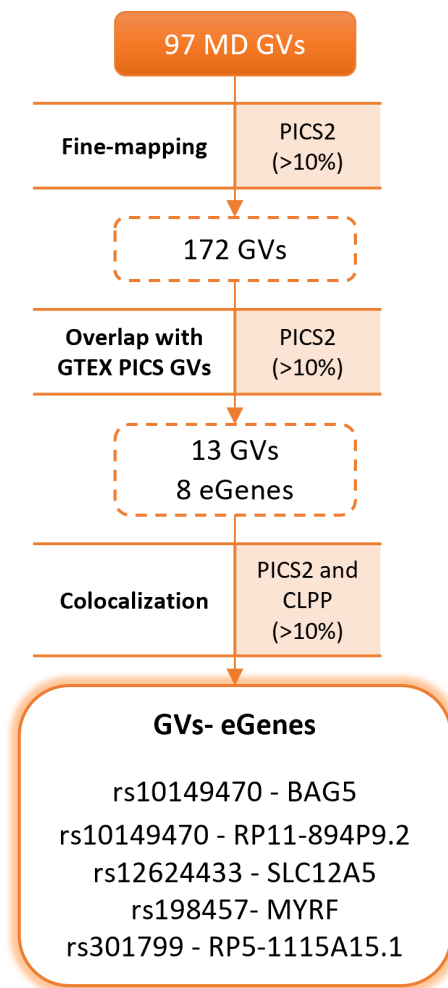 97 MD GVs
Fine-mapping
PICS2
(>10%)
172 GVs
Overlap with
GTEX PICS GVs
PICS2
(>10%)
13 GVs
8 eGenes
Colocalization
PICS2 and
CLPP
(>10%)
GVs- eGenes
rs10149470 - BAG5
rs10149470 - RP11-894P9.2
rs12624433 - SLC12A5
rs198457- MYRF
rs301799 - RP5-1115A15.1